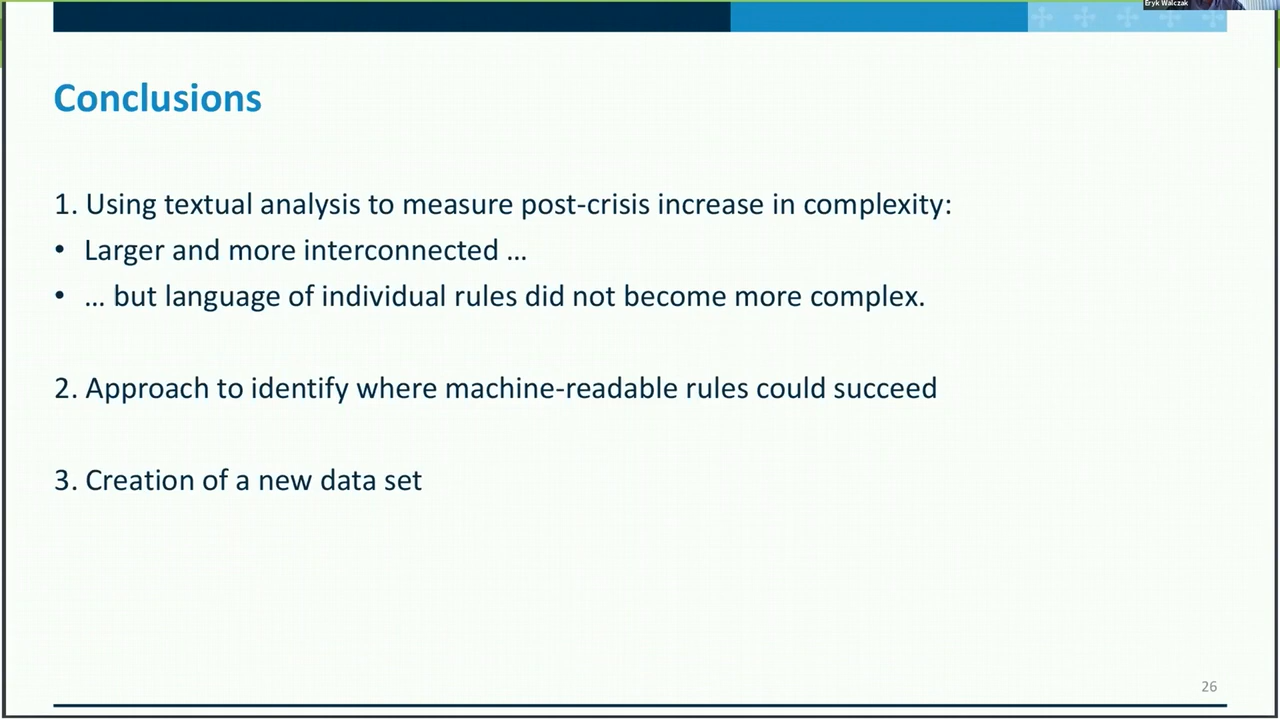 Eryk Walczak
Conclusions
1. Using textual analysis to measure post-crisis increase in complexity:
• Larger and more interconnected …
• … but language of individual rules did not become more complex.
2. Approach to identify where machine-readable rules could succeed
3. Creation of a new data set
26